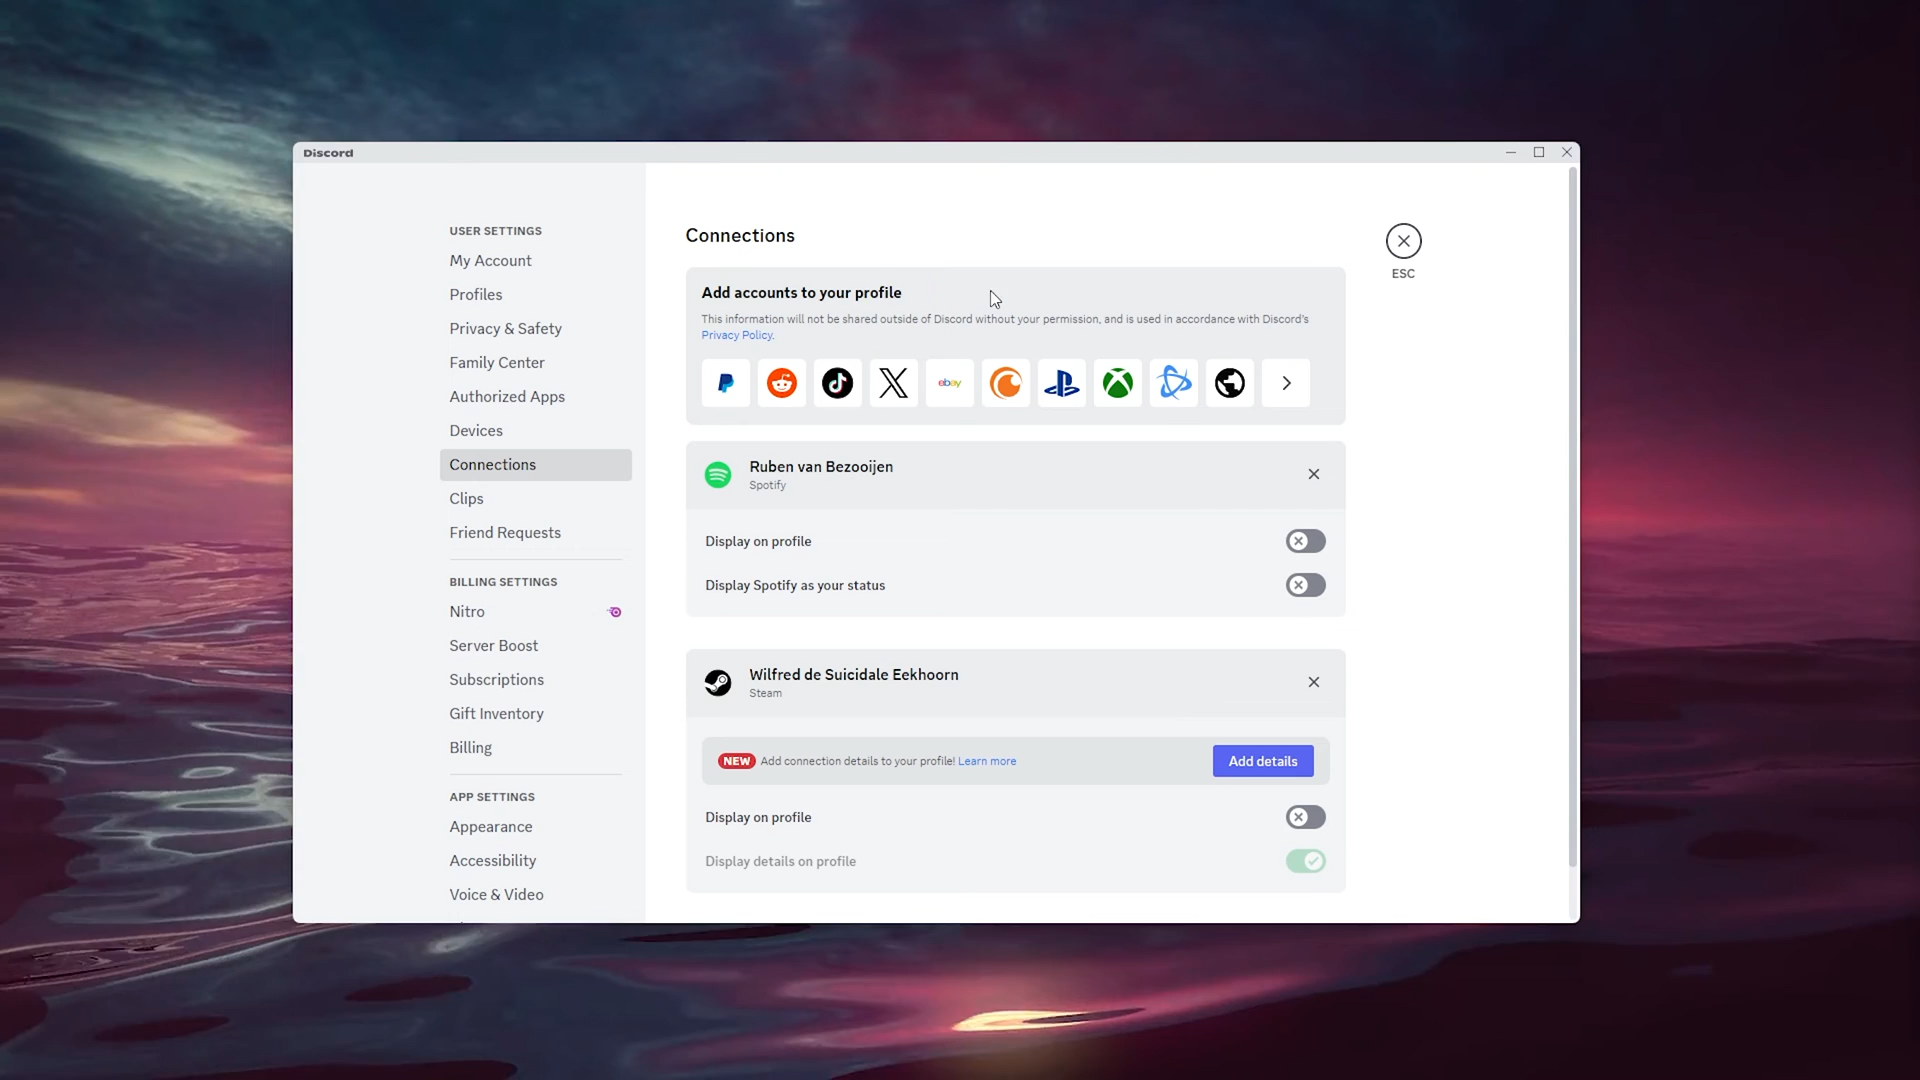 Discord
USER SETTINGS
My Account
Profiles
Privacy & Safety
Family Center
Authorized Apps
Devices
Connections
Clips
Friend Requests
BILLING SETTINGS
Nitro
Server Boost
Subscriptions
Gift Inventory
Billing
APP SETTINGS
Appearance
Accessibility
Voice & Video
Connections
ESC
Add accounts to your profile
This information will not be shared outside of Discord without your permission, and is used in accordance with Discord's
Privacy Policy.
ebay
Ruben van Bezooijen
Spotify
Display on profile
Display Spotify as your status
Wilfred de Suicidale Eekhoorn
Steam
NEW Add connection details to your profile! Learn more
Add details
Display on profile
Display details on profile